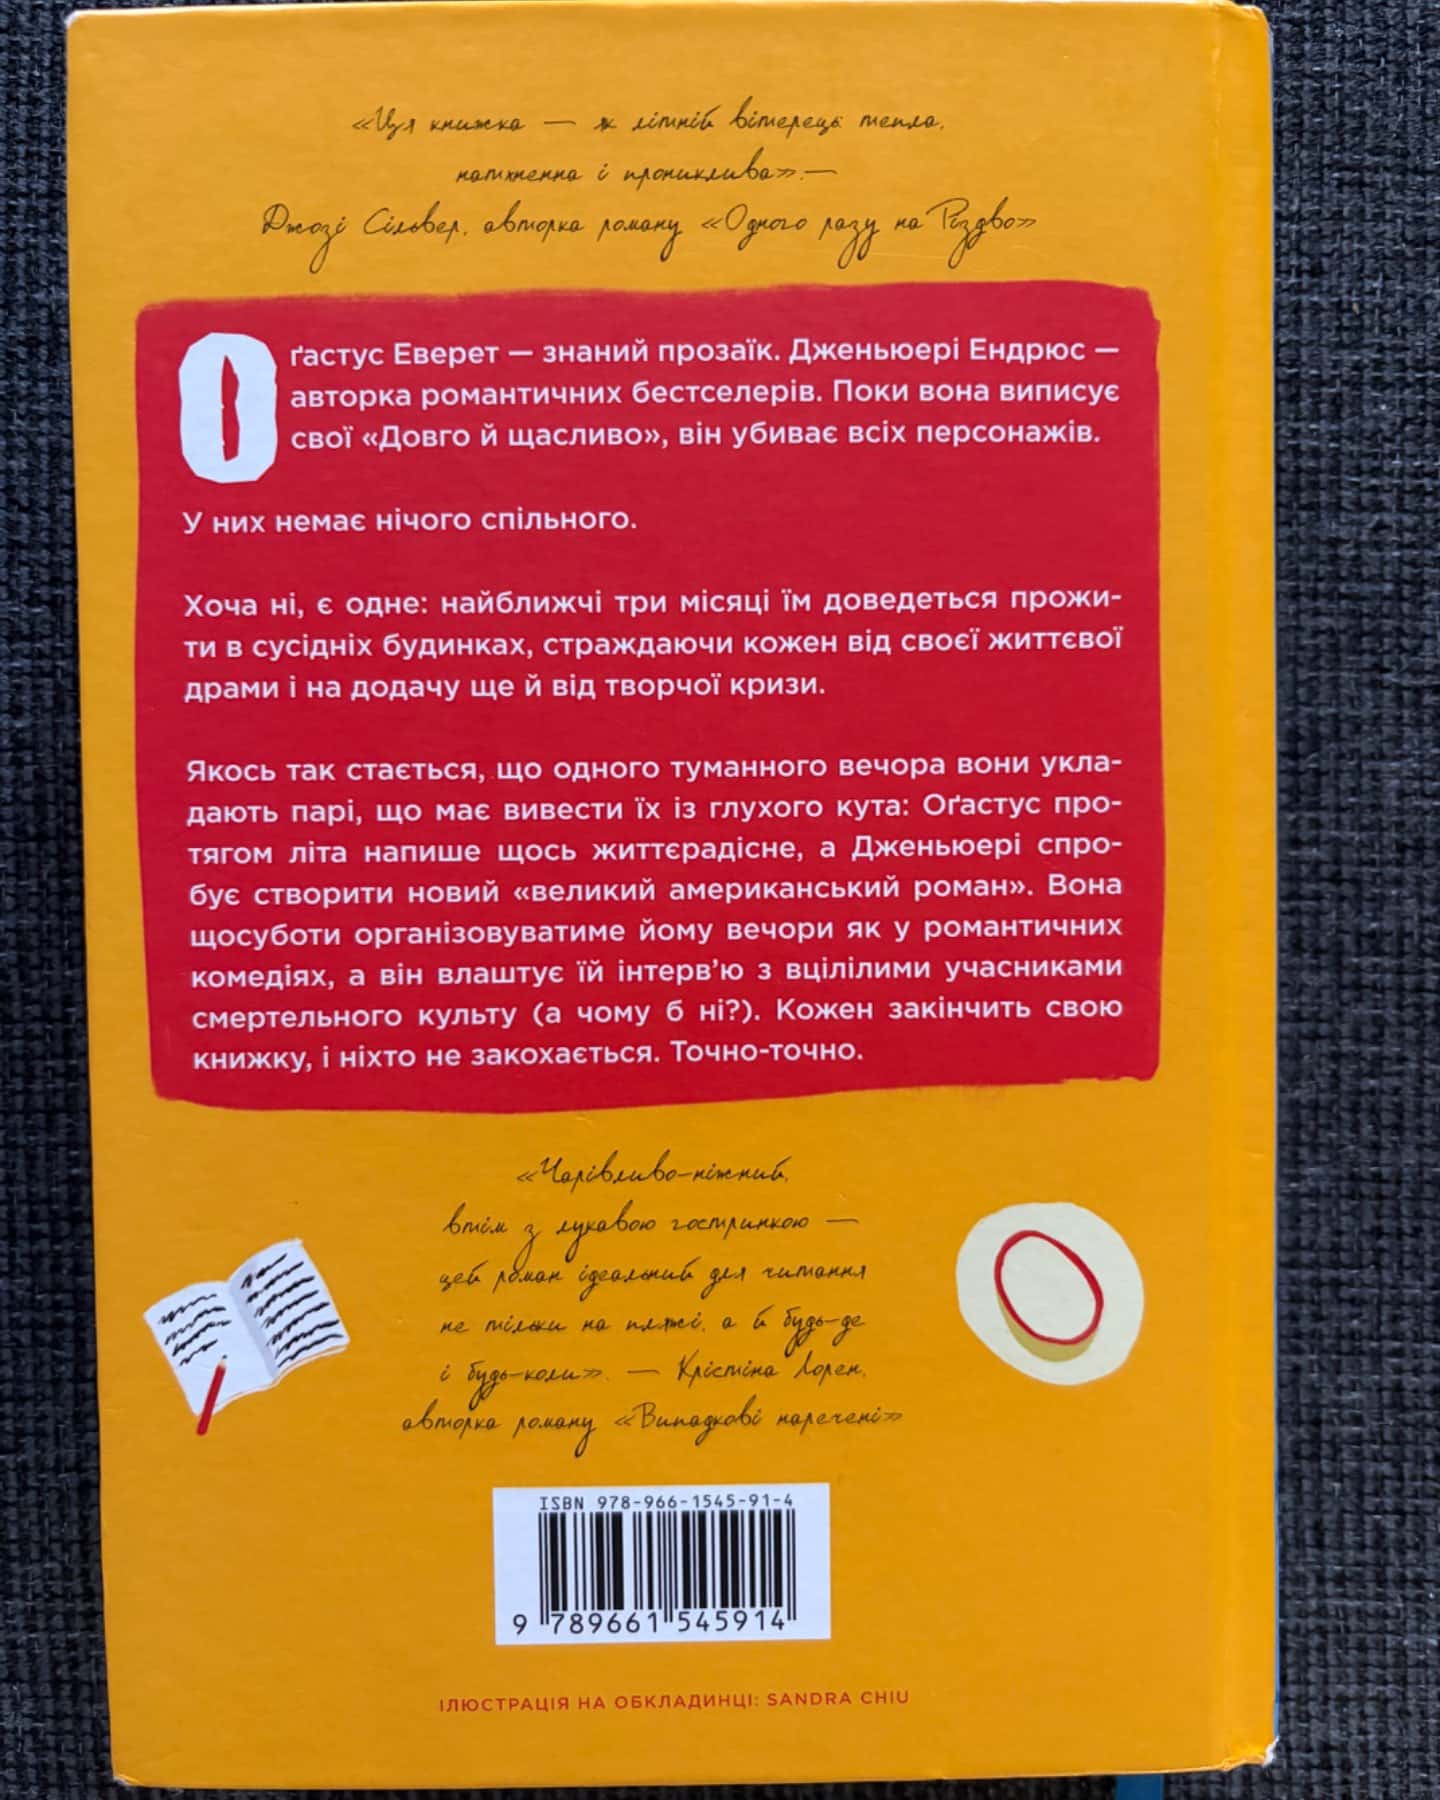 «Ця книжка — як літній вітерець: тепла,
натхненна і проникліва». —
Джозі Сільвер, авторка роману «Одного разу на Різдво»
Оґастус Еверет — знаний прозаїк. Дженьюері Ендрюс —
авторка романтичних бестселерів. Поки вона виписує
свої «Довго й щасливо», він убиває всіх персонажів.
У них немає нічого спільного.
Хоча ні, є одне: найближчі три місяці їм доведеться прожи-
ти в сусідніх будинках, страждаючи кожен від своєї життєвої
драми і на додачу ще й від творчої кризи.
Якось так стається, що одного туманного вечора вони укла-
дають парі, що має вивести їх із глухого кута: Оґастус про-
тягом літа напише щось життєрадісне, а Дженьюері спро-
бує створити новий «великий американський роман». Вона
щосуботи організовуватиме йому вечори як у романтичних
комедіях, а він влаштує їй інтерв’ю з вцілілими учасниками
смертельного культу (а чому б ні?). Кожен закінчить свою
книжку, і ніхто не закохається. Точно-точно.
«Чарівливо-ніжний,
втім з лукавою гостринкою —
цей роман ідеальний для читання
не тільки на пляжі, а й будь-де
і будь-коли». — Крістіна Лорен,
авторка роману «Випадкові наречені»
ISBN 978-966-1545-91-4
9 789661 545914
ІЛЮСТРАЦІЯ НА ОБКЛАДИНЦІ: SANDRA CHIU